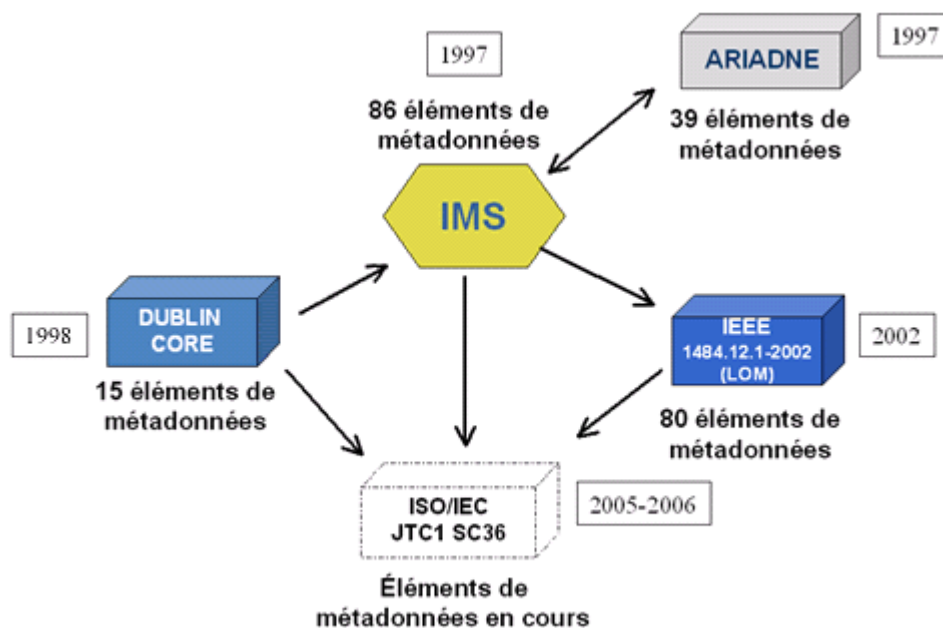 1997
86 éléments de
métadonnées
IMS
ARIADNE
1997
39 éléments de
métadonnées
1998
DUBLIN
CORE
15 éléments de
métadonnées
IEEE
1484.12.1-2002
(LOM)
2002
80 éléments de
métadonnées
ISO/IEC
JTC1 SC36
2005-2006
Éléments de
métadonnées en cours